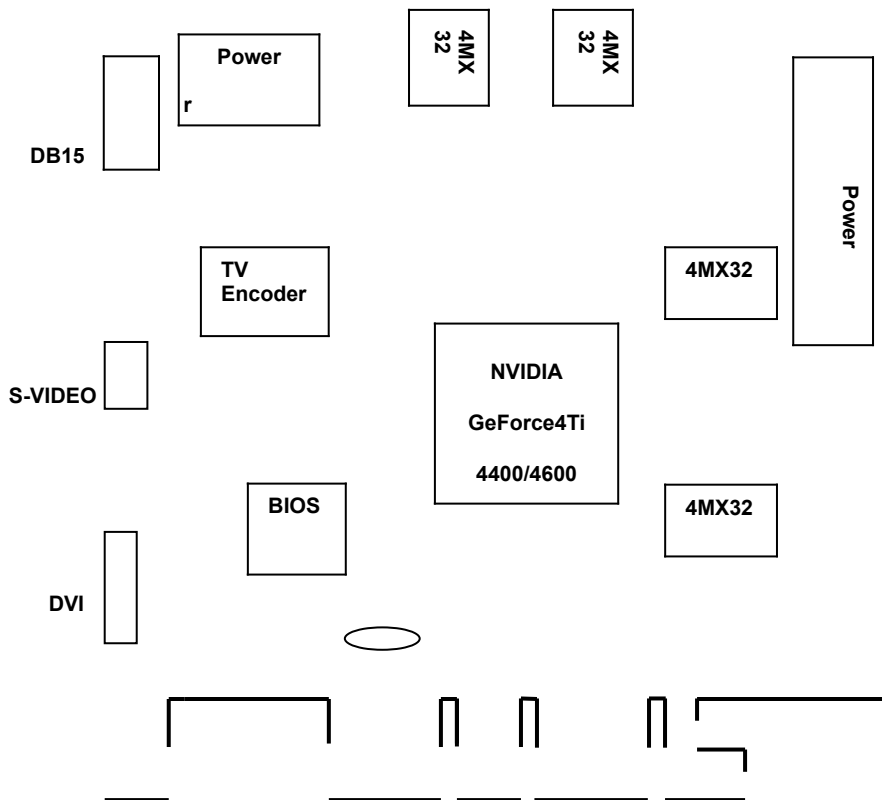 Power
r
4MX
32
4MX
32
DB15
Power
TV
Encoder
4MX32
S-VIDEO
NVIDIA
GeForce4Ti
4400/4600
BIOS
4MX32
DVI